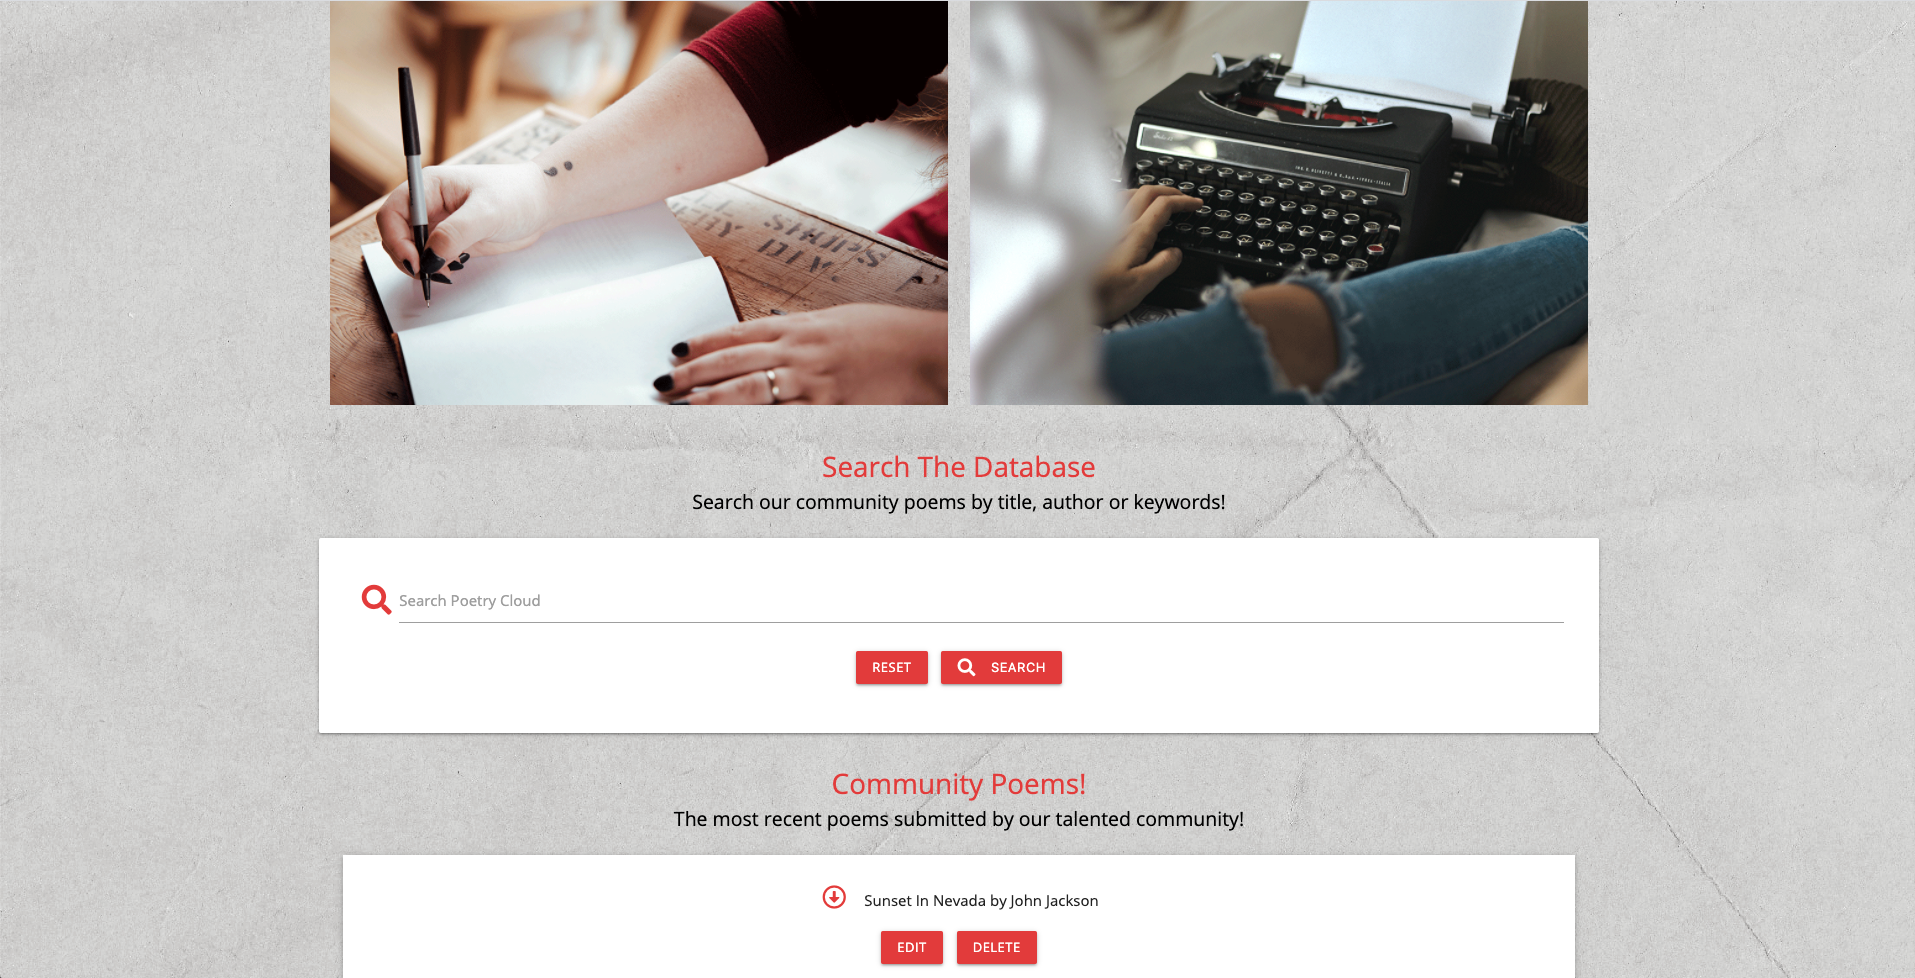 SHOPS
Search The Database
Search our community poems by title, author or keywords!
Search Poetry Cloud
RESET
SEARCH
Community Poems!
The most recent poems submitted by our talented community!
Sunset In Nevada by John Jackson
EDIT
DELETE